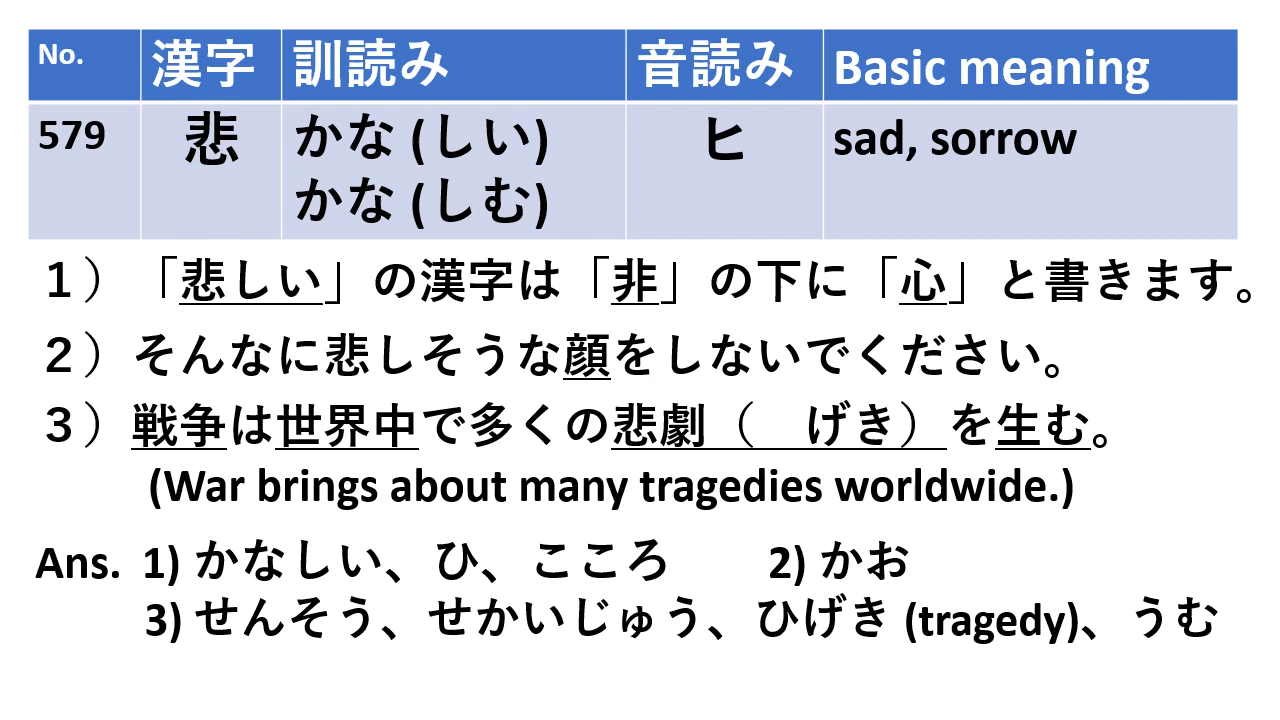 No. 漢字 訓読み 音読み Basic meaning
579 悲 かな (しい) ヒ sad, sorrow
かな (しむ)
１）「悲しい」の漢字は「非」の下に「心」と書きます。
２）そんなに悲しそうな顔をしないでください。
３）戦争は世界中で多くの悲劇（　げき）を生む。
(War brings about many tragedies worldwide.)
Ans. 1) かなしい、ひ、こころ 2) かお
3) せんそう、せかいじゅう、ひげき (tragedy)、うむ